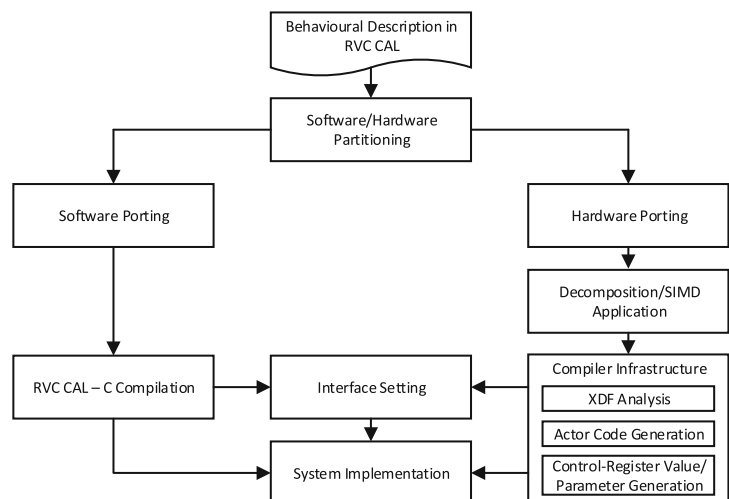 Behavioural Description in
RVC CAL
Software/Hardware
Partitioning
Software Porting
Hardware Porting
Decomposition/SIMD
Application
RVC CAL – C Compilation
Interface Setting
Compiler Infrastructure
XDF Analysis
Actor Code Generation
Control-Register Value/
Parameter Generation
System Implementation